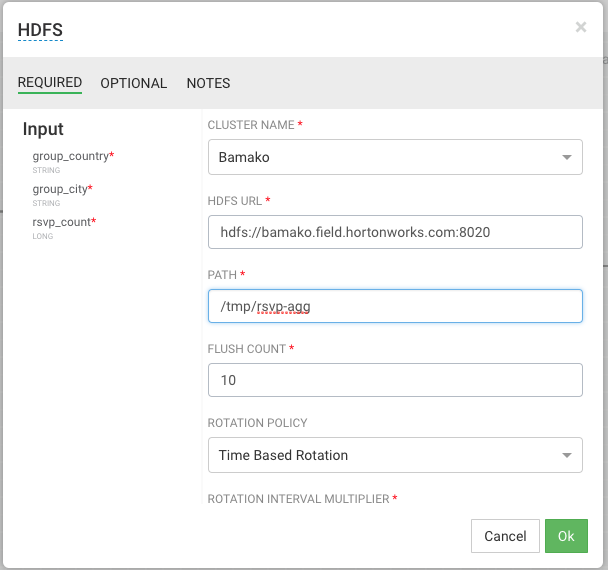 HDFS
×
REQUIRED OPTIONAL NOTES
Input
group_country*
STRING
group_city*
STRING
rsvp_count*
LONG
CLUSTER NAME *
Bamako
HDFS URL *
hdfs://bamako.field.hortonworks.com:8020
PATH *
/tmp/rsvp-agg
FLUSH COUNT *
10
ROTATION POLICY
Time Based Rotation
ROTATION INTERVAL MULTIPLIER *
Cancel Ok